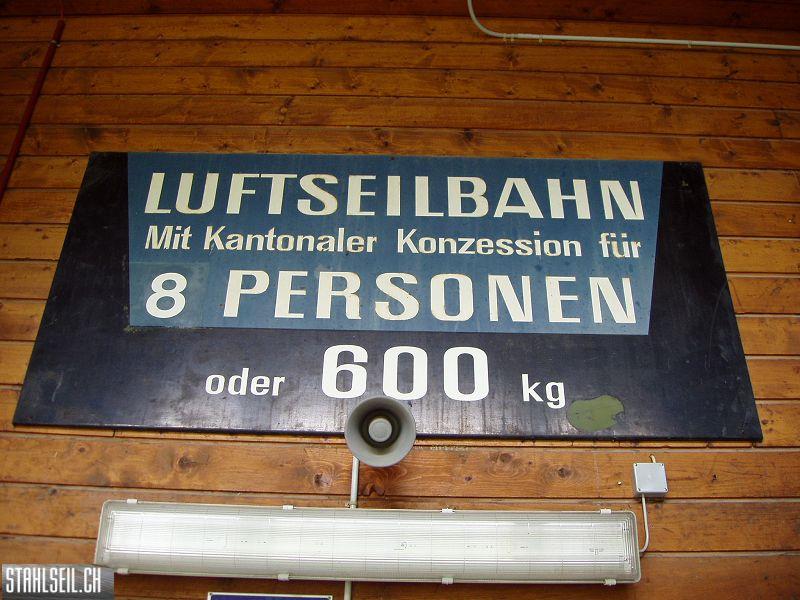 LUFTSEILBAHN
Mit Kantonaler Konzession für
8 PERSONEN
oder 600 kg
STAHLSEIL.CH